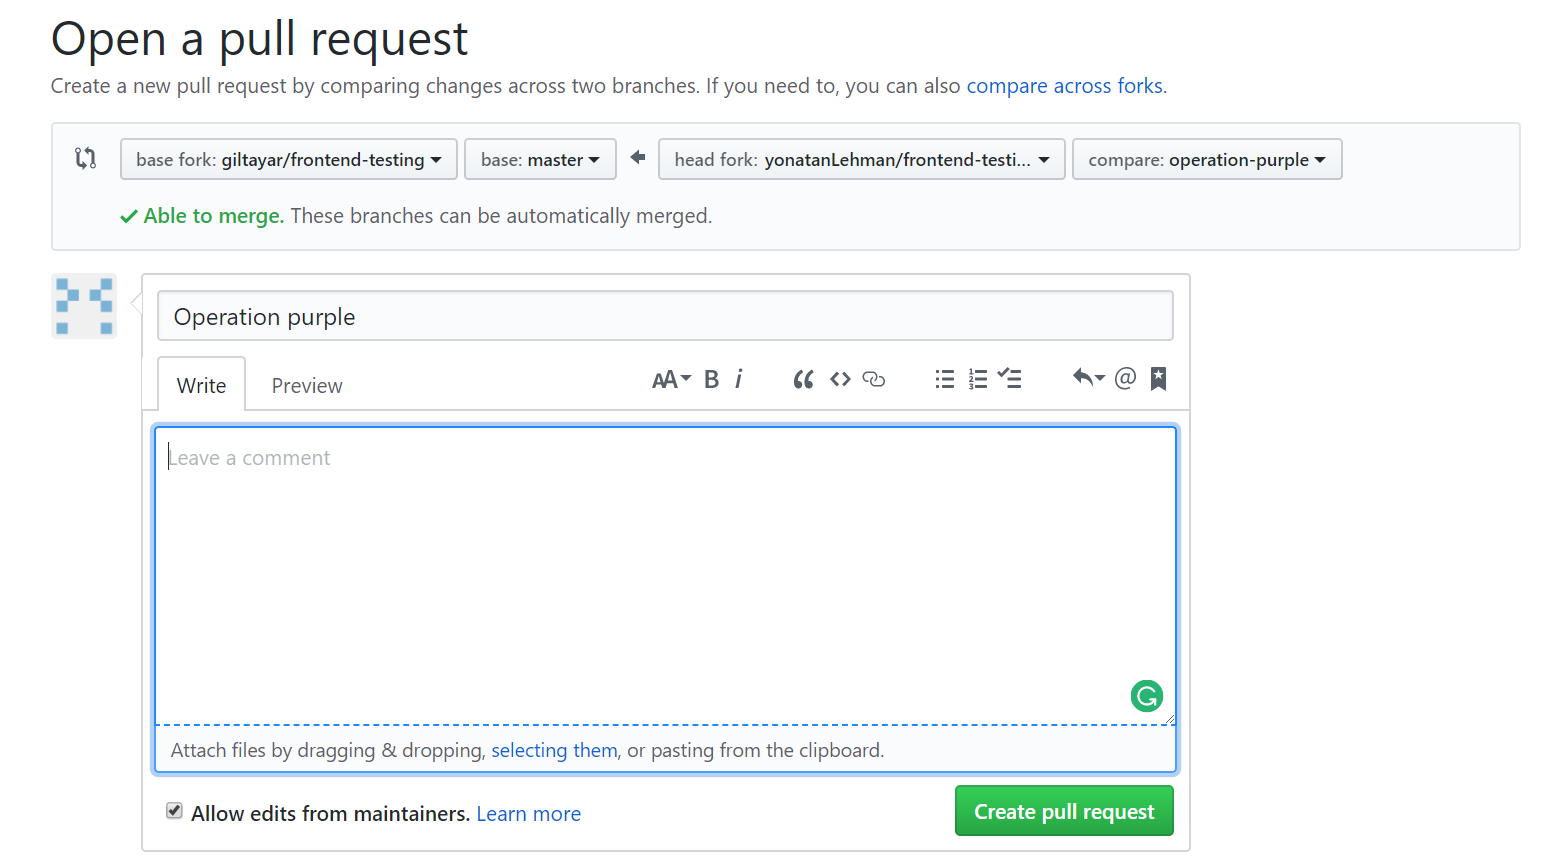 Open a pull request
Create a new pull request by comparing changes across two branches. If you need to, you can also compare across forks.
base fork: giltayar/frontend-testing base: master head fork: yonatanLehman/frontend-testi... compare: operation-purple
Able to merge. These branches can be automatically merged.
Operation purple
Write Preview AA B i @
Leave a comment
Attach files by dragging & dropping, selecting them, or pasting from the clipboard.
Allow edits from maintainers. Learn more Create pull request